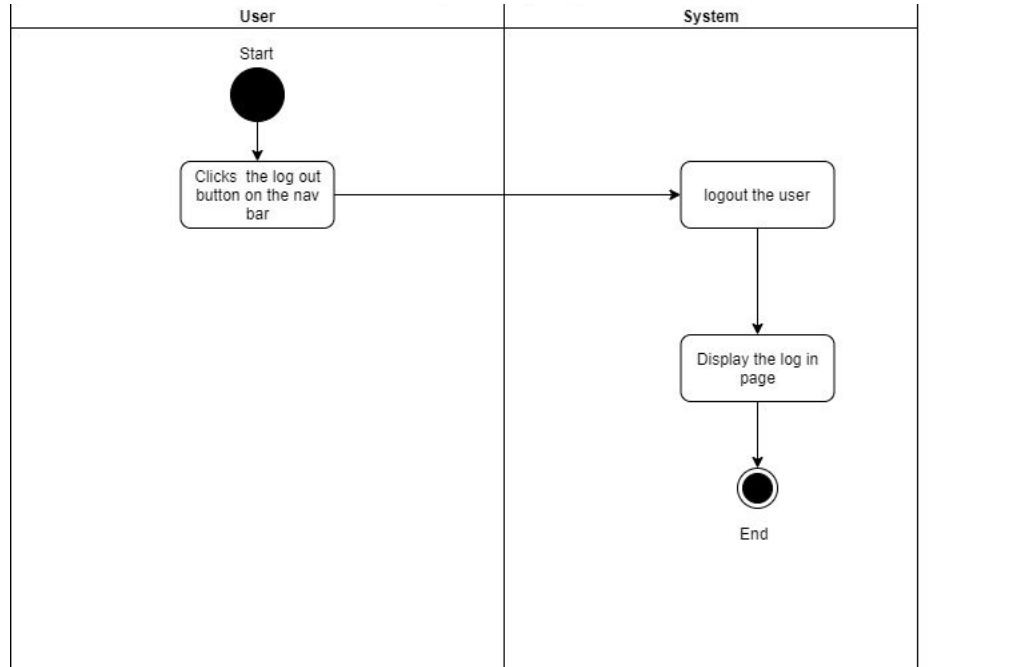 User
System
Start
Clicks the log out
button on the nav
bar
logout the user
Display the log in
page
End